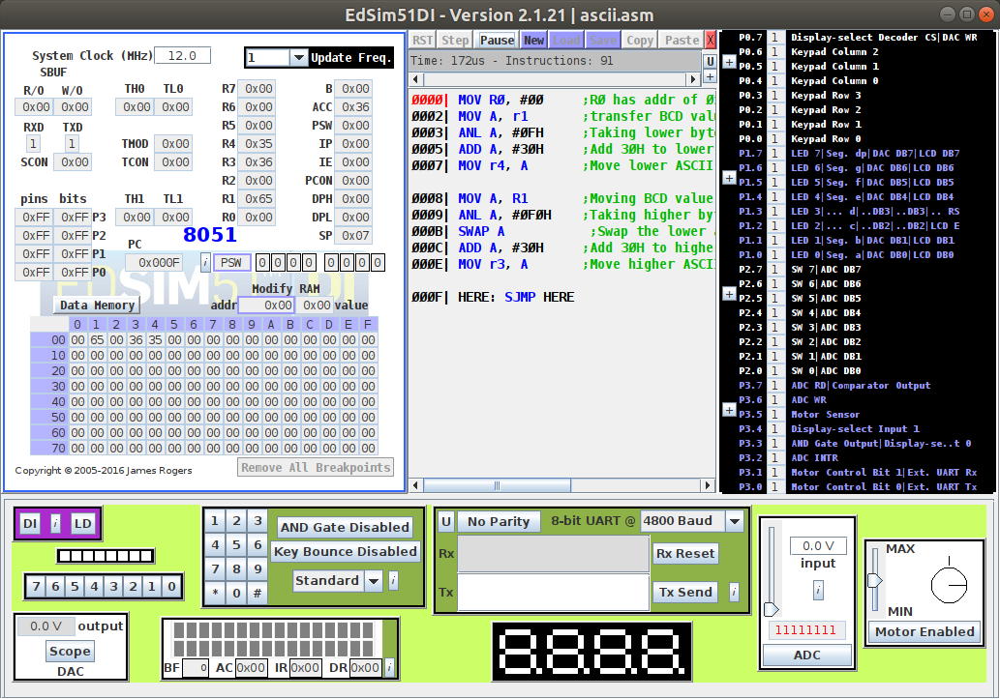 EdSim51DI - Version 2.1.21 | ascii.asm
System Clock (MHz) 12.0
1 Update Freq.
SBUF
R/O W/O TH0 TL0 R7 0x00 B 0x00
0x00 0x00 0x00 0x00 R6 0x00 ACC 0x36
RXD TXD R5 0x00 PSW 0x00
1 1 TMOD 0x00 R4 0x35 IP 0x00
SCON 0x00 TCON 0x00 R3 0x36 IE 0x00
R2 0x00 PCON 0x00
pins bits TH1 TL1 R1 0x65 DPH 0x00
0xFF 0xFF P3 0x00 0x00 R0 0x00 DPL 0x00
0xFF 0xFF P2 8051 SP 0x07
0xFF 0xFF P1 PC
0xFF 0xFF P0 0x000F i PSW 0 0 0 0 0 0 0 0
EDSIM51DI
Modify RAM
Data Memory addr 0x00 0x00 value
0 1 2 3 4 5 6 7 8 9 A B C D E F
00 00 65 00 36 35 00 00 00 00 00 00 00 00 00 00 00
10 00 00 00 00 00 00 00 00 00 00 00 00 00 00 00 00
20 00 00 00 00 00 00 00 00 00 00 00 00 00 00 00 00
30 00 00 00 00 00 00 00 00 00 00 00 00 00 00 00 00
40 00 00 00 00 00 00 00 00 00 00 00 00 00 00 00 00
50 00 00 00 00 00 00 00 00 00 00 00 00 00 00 00 00
60 00 00 00 00 00 00 00 00 00 00 00 00 00 00 00 00
70 00 00 00 00 00 00 00 00 00 00 00 00 00 00 00 00
Copyright © 2005-2016 James Rogers
Remove All Breakpoints
RST Step Pause New Load Save Copy Paste X
Time: 172us - Instructions: 91 U
+
0000| MOV R0, #00 ;R0 has addr of 0
0002| MOV A, r1 ;transfer BCD valu
0003| ANL A, #0FH ;Taking lower byt
0005| ADD A, #30H ;Add 30H to lower
0007| MOV r4, A ;Move lower ASCII
0008| MOV A, R1 ;Moving BCD value
0009| ANL A, #0F0H ;Taking higher by
000B| SWAP A ;Swap the lower
000C| ADD A, #30H ;Add 30H to highe
000E| MOV r3, A ;Move higher ASCI
000F| HERE: SJMP HERE
P0.7 1 Display-select Decoder CS|DAC WR
P0.6 1 Keypad Column 2
+ P0.5 1 Keypad Column 1
P0.4 1 Keypad Column 0
P0.3 1 Keypad Row 3
P0.2 1 Keypad Row 2
P0.1 1 Keypad Row 1
P0.0 1 Keypad Row 0
P1.7 1 LED 7|Seg. dp|DAC DB7|LCD DB7
P1.6 1 LED 6|Seg. g|DAC DB6|LCD DB6
+ P1.5 1 LED 5|Seg. f|DAC DB5|LCD DB5
P1.4 1 LED 4|Seg. e|DAC DB4|LCD DB4
P1.3 1 LED 3|... d|..DB3|..DB3|.. RS
P1.2 1 LED 2|... c|..DB2|..DB2|LCD E
P1.1 1 LED 1|Seg. b|DAC DB1|LCD DB1
P1.0 1 LED 0|Seg. a|DAC DB0|LCD DB0
P2.7 1 SW 7|ADC DB7
P2.6 1 SW 6|ADC DB6
+ P2.5 1 SW 5|ADC DB5
P2.4 1 SW 4|ADC DB4
P2.3 1 SW 3|ADC DB3
P2.2 1 SW 2|ADC DB2
P2.1 1 SW 1|ADC DB1
P2.0 1 SW 0|ADC DB0
P3.7 1 ADC RD|Comparator Output
P3.6 1 ADC WR
+ P3.5 1 Motor Sensor
P3.4 1 Display-select Input 1
P3.3 1 AND Gate Output|Display-se..t 0
P3.2 1 ADC INTR
P3.1 1 Motor Control Bit 1|Ext. UART Rx
P3.0 1 Motor Control Bit 0|Ext. UART Tx
DI i LD
7 6 5 4 3 2 1 0
0.0 V output
Scope
DAC
1 2 3
4 5 6
7 8 9
* 0 #
AND Gate Disabled
Key Bounce Disabled
Standard i
BF 0 AC 0x00 IR 0x00 DR 0x00 i
U No Parity 8-bit UART @ 4800 Baud
Rx Rx Reset
Tx Tx Send i
8.8.8.8.
0.0 V
input
i
11111111
ADC
MAX
MIN
Motor Enabled